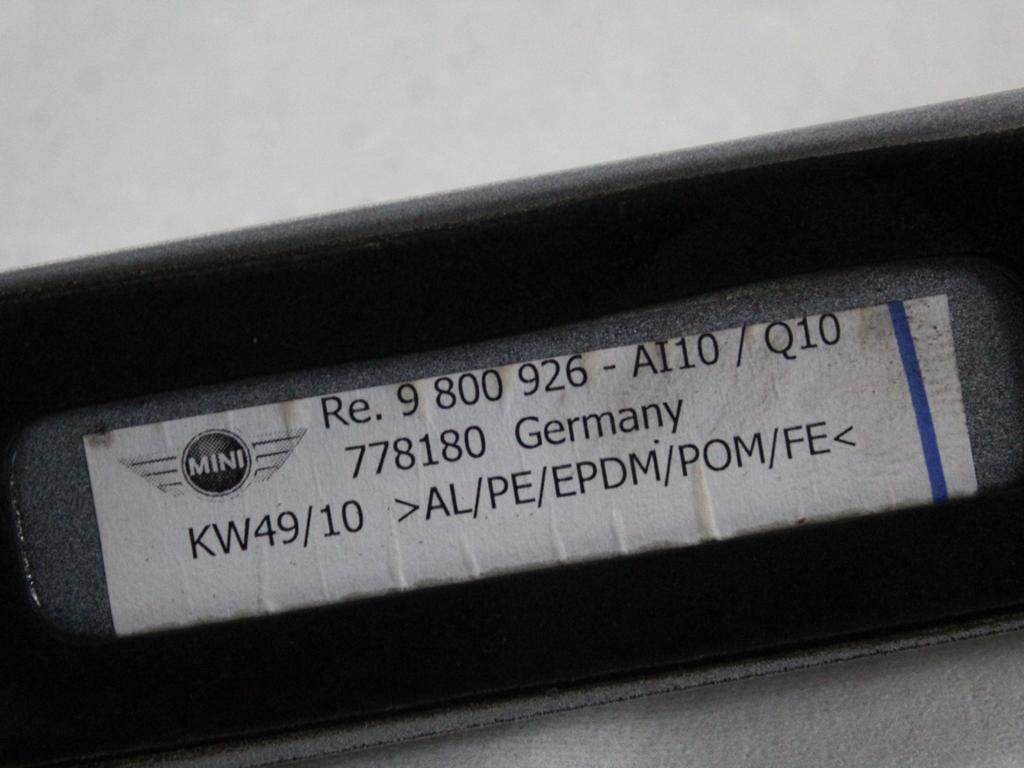 MINI
Re. 9 800 926 - AI10 / Q10
778180 Germany
KW49/10 >AL/PE/EPDM/POM/FE<